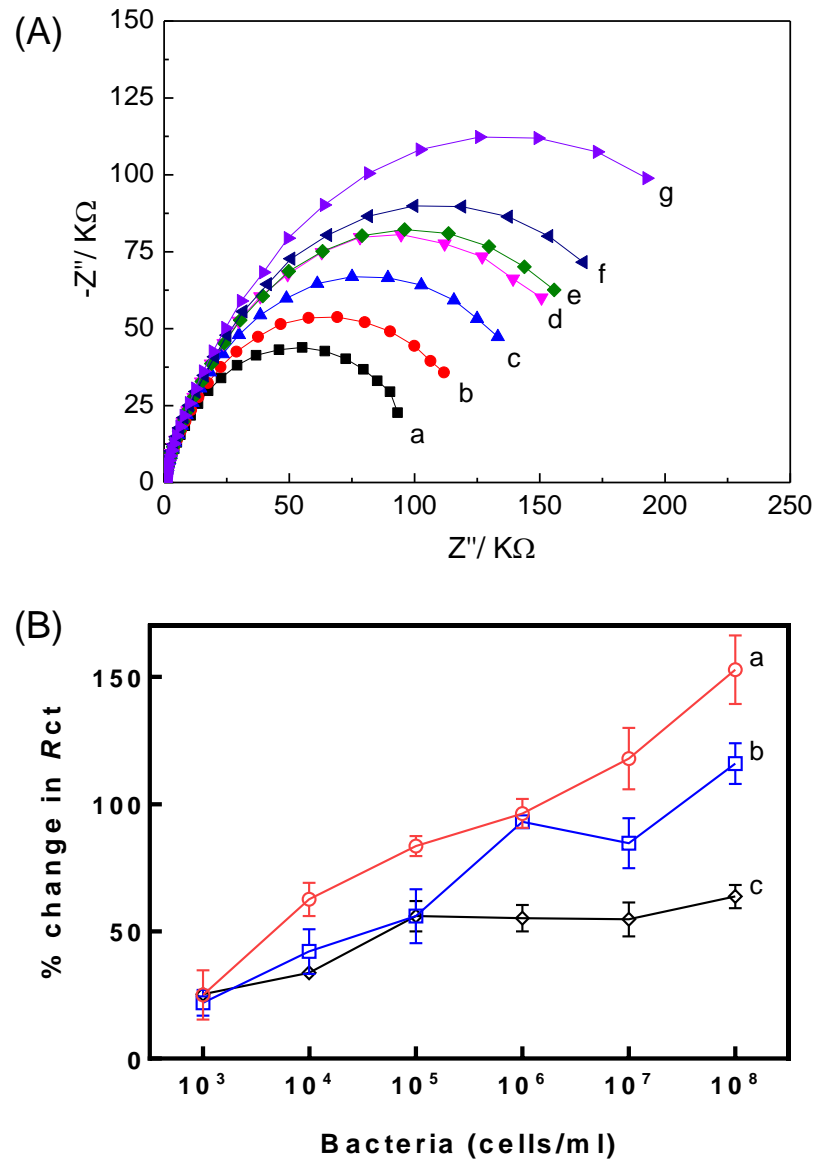 (A)
150
125
100
75
50
25
0
0
50
100
150
200
250
-Z"/ KΩ
Z"/ KΩ
g
f
e
d
c
b
a
(B)
150
100
50
0
% change in Rct
a
b
c
10³
10⁴
10⁵
10⁶
10⁷
10⁸
Bacteria (cells/ml)